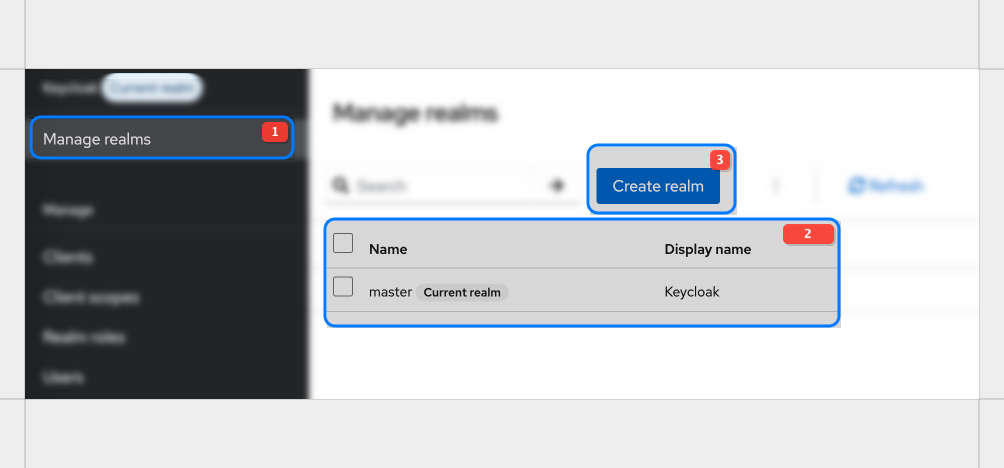 Keycloak Current realm
Manage realms 1
Manage
Clients
Client scopes
Realm roles
Users
Manage realms
Search
Create realm 3
Refresh
Name Display name 2
master Current realm Keycloak